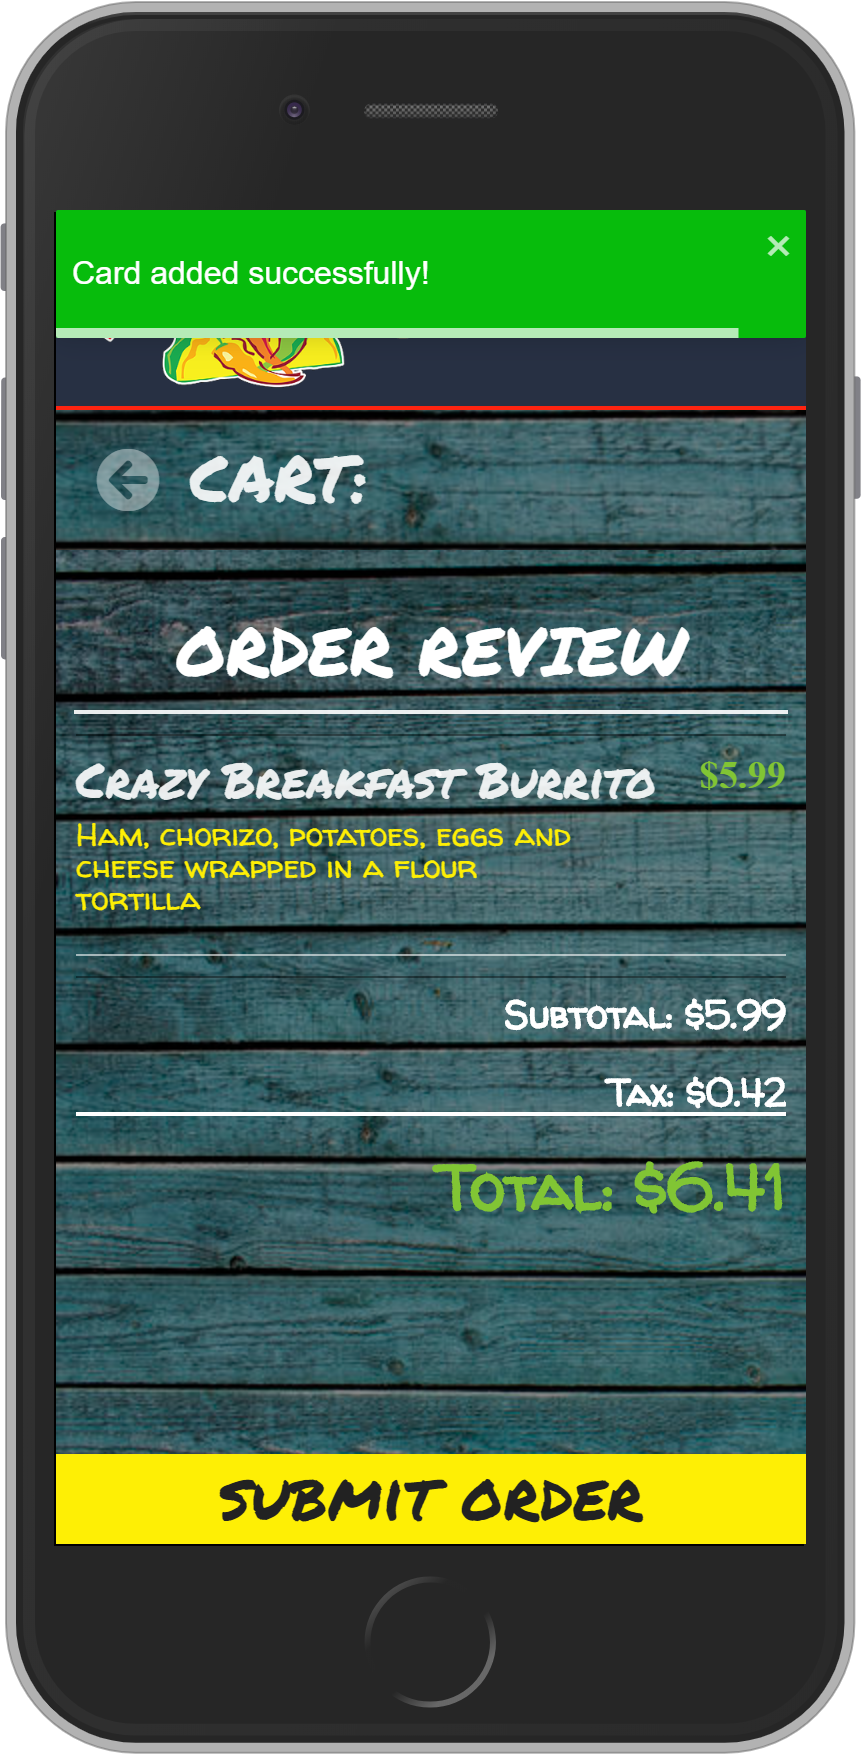 Card added successfully!
CART:
ORDER REVIEW
Crazy Breakfast Burrito $5.99
Ham, chorizo, potatoes, eggs and
cheese wrapped in a flour
tortilla
Subtotal: $5.99
Tax: $0.42
Total: $6.41
SUBMIT ORDER